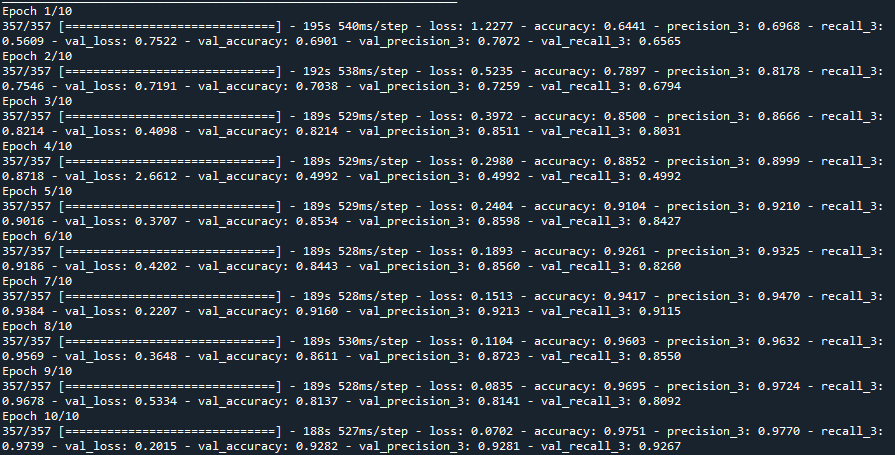 Epoch 1/10
357/357 [==============================] - 195s 540ms/step - loss: 1.2277 - accuracy: 0.6441 - precision_3: 0.6968 - recall_3:
0.5609 - val_loss: 0.7522 - val_accuracy: 0.6901 - val_precision_3: 0.7072 - val_recall_3: 0.6565
Epoch 2/10
357/357 [==============================] - 192s 538ms/step - loss: 0.5235 - accuracy: 0.7897 - precision_3: 0.8178 - recall_3:
0.7546 - val_loss: 0.7191 - val_accuracy: 0.7038 - val_precision_3: 0.7259 - val_recall_3: 0.6794
Epoch 3/10
357/357 [==============================] - 189s 529ms/step - loss: 0.3972 - accuracy: 0.8500 - precision_3: 0.8666 - recall_3:
0.8214 - val_loss: 0.4098 - val_accuracy: 0.8214 - val_precision_3: 0.8511 - val_recall_3: 0.8031
Epoch 4/10
357/357 [==============================] - 189s 529ms/step - loss: 0.2980 - accuracy: 0.8852 - precision_3: 0.8999 - recall_3:
0.8718 - val_loss: 2.6612 - val_accuracy: 0.4992 - val_precision_3: 0.4992 - val_recall_3: 0.4992
Epoch 5/10
357/357 [==============================] - 189s 529ms/step - loss: 0.2404 - accuracy: 0.9104 - precision_3: 0.9210 - recall_3:
0.9016 - val_loss: 0.3707 - val_accuracy: 0.8534 - val_precision_3: 0.8598 - val_recall_3: 0.8427
Epoch 6/10
357/357 [==============================] - 189s 528ms/step - loss: 0.1893 - accuracy: 0.9261 - precision_3: 0.9325 - recall_3:
0.9186 - val_loss: 0.4202 - val_accuracy: 0.8443 - val_precision_3: 0.8560 - val_recall_3: 0.8260
Epoch 7/10
357/357 [==============================] - 189s 528ms/step - loss: 0.1513 - accuracy: 0.9417 - precision_3: 0.9470 - recall_3:
0.9384 - val_loss: 0.2207 - val_accuracy: 0.9160 - val_precision_3: 0.9213 - val_recall_3: 0.9115
Epoch 8/10
357/357 [==============================] - 189s 530ms/step - loss: 0.1104 - accuracy: 0.9603 - precision_3: 0.9632 - recall_3:
0.9569 - val_loss: 0.3648 - val_accuracy: 0.8611 - val_precision_3: 0.8723 - val_recall_3: 0.8550
Epoch 9/10
357/357 [==============================] - 189s 528ms/step - loss: 0.0835 - accuracy: 0.9695 - precision_3: 0.9724 - recall_3:
0.9678 - val_loss: 0.5334 - val_accuracy: 0.8137 - val_precision_3: 0.8141 - val_recall_3: 0.8092
Epoch 10/10
357/357 [==============================] - 188s 527ms/step - loss: 0.0702 - accuracy: 0.9751 - precision_3: 0.9770 - recall_3:
0.9739 - val_loss: 0.2015 - val_accuracy: 0.9282 - val_precision_3: 0.9281 - val_recall_3: 0.9267